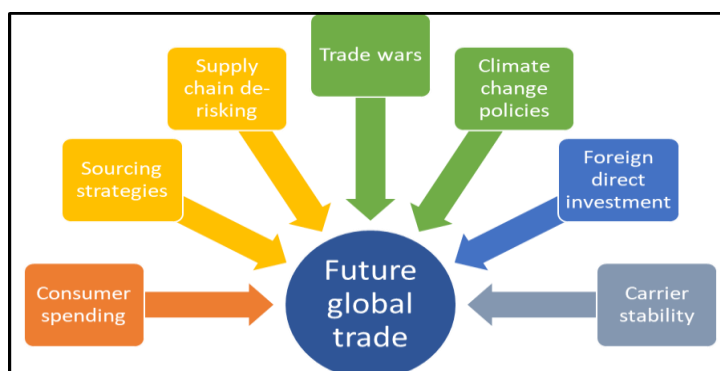 Trade wars
Supply
chain de-
risking
Climate
change
policies
Sourcing
strategies
Foreign
direct
investment
Consumer
spending
Future
global
trade
Carrier
stability